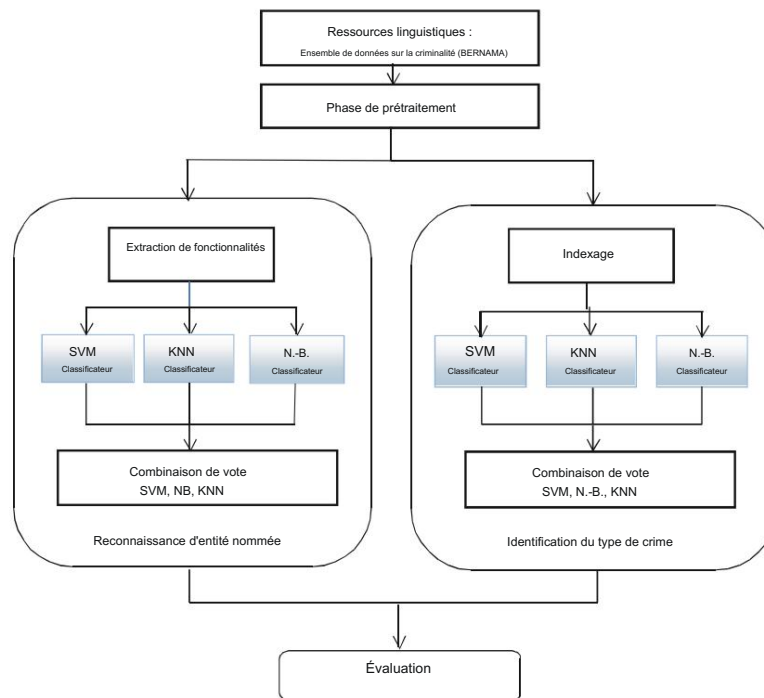 Ressources linguistiques :
Ensemble de données sur la criminalité (BERNAMA)
Phase de prétraitement
Extraction de fonctionnalités
SVM
Classificateur
KNN
Classificateur
N.-B.
Classificateur
Combinaison de vote
SVM, NB, KNN
Reconnaissance d'entité nommée
Indexage
SVM
Classificateur
KNN
Classificateur
N.-B.
Classificateur
Combinaison de vote
SVM, N.-B., KNN
Identification du type de crime
Évaluation